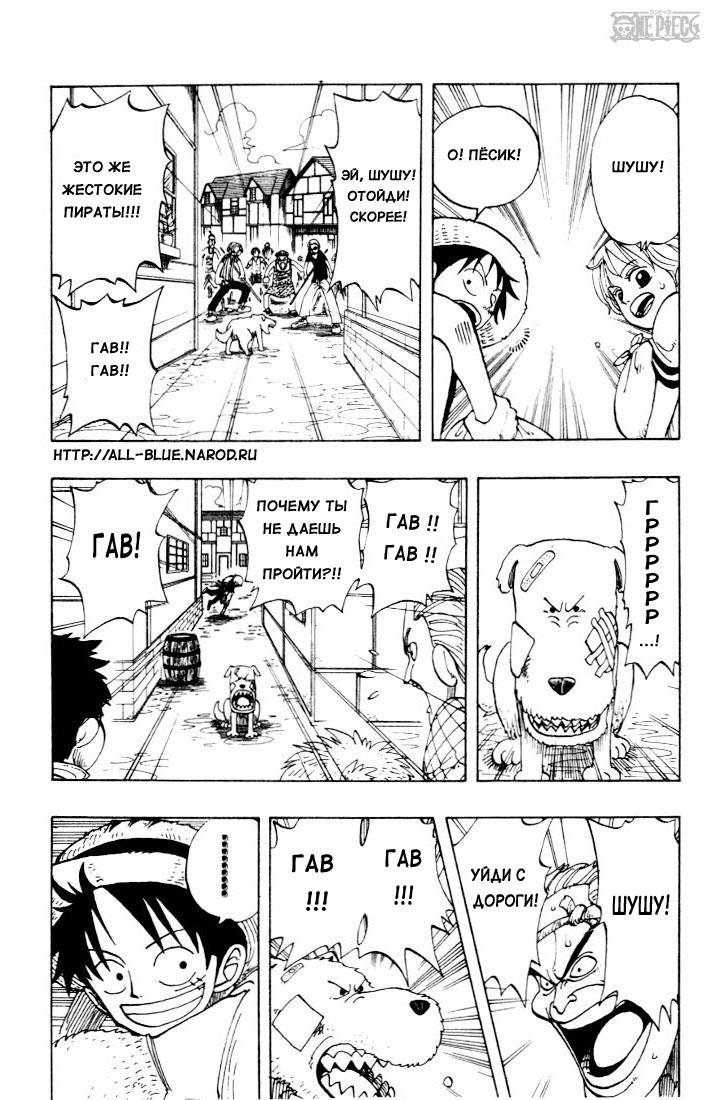 ONE PIECE
ШУШУ!
О! ПЁСИК!
ЭЙ, ШУШУ!
ОТОЙДИ!
СКОРЕЕ!
ЭТО ЖЕ
ЖЕСТОКИЕ
ПИРАТЫ!!!
ГАВ!!
ГАВ!!
HTTP://ALL-BLUE.NAROD.RU
ГРРРРРР
...!
ГАВ !!
ГАВ !!
ПОЧЕМУ ТЫ
НЕ ДАЕШЬ
НАМ
ПРОЙТИ?!!
ГАВ!
ШУШУ!
УЙДИ С
ДОРОГИ!
ГАВ
!!!
ГАВ
!!!
........